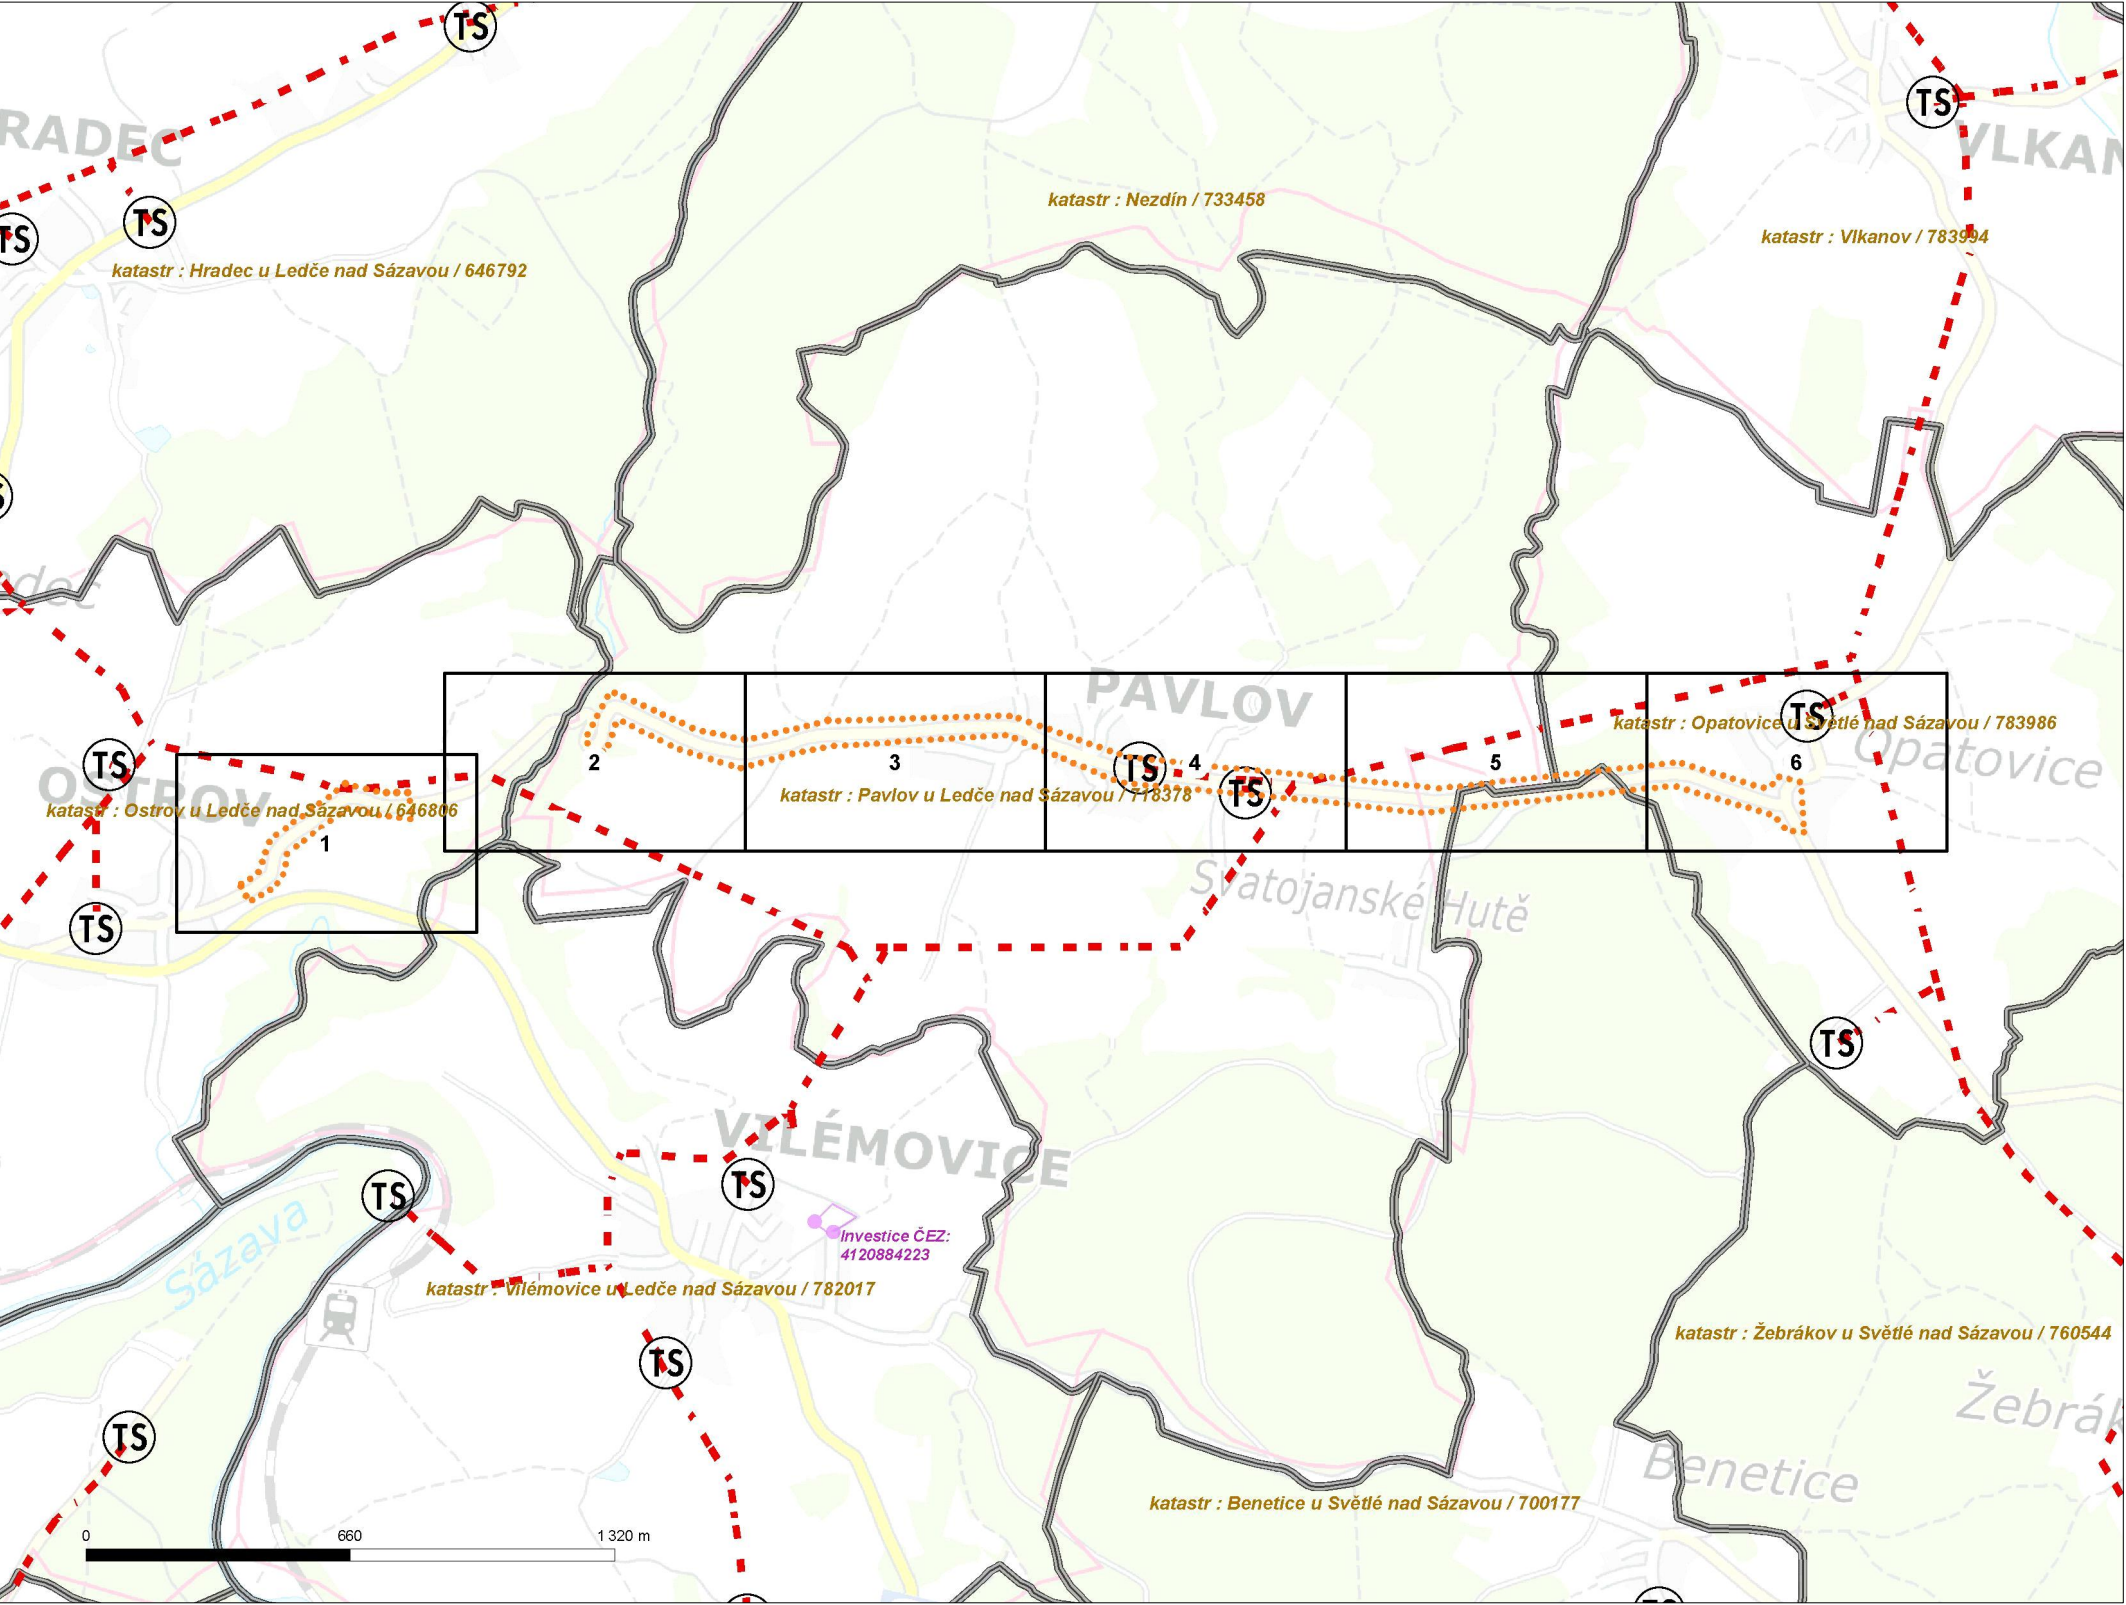 TS
TS
RADEC
VLKAN
TS
katastr : Nezdín / 733458
TS
katastr : Vlkanov / 783994
katastr : Hradec u Ledče nad Sázavou / 646792
PAVLOV
TS
katastr : Opatovice u Světlé nad Sázavou / 783986
Opatovice
TS
2
3
TS
4
5
6
OSTROV
TS
katastr : Pavlov u Ledče nad Sázavou / 718378
katastr : Ostrov u Ledče nad Sázavou / 646806
1
Svatojanské Hutě
TS
TS
VILÉMOVICE
TS
TS
Sázava
Investice ČEZ:
4120884223
katastr : Vilémovice u Ledče nad Sázavou / 782017
katastr : Žebrákov u Světlé nad Sázavou / 760544
TS
Žebrák
TS
Benetice
katastr : Benetice u Světlé nad Sázavou / 700177
0 660 1 320 m